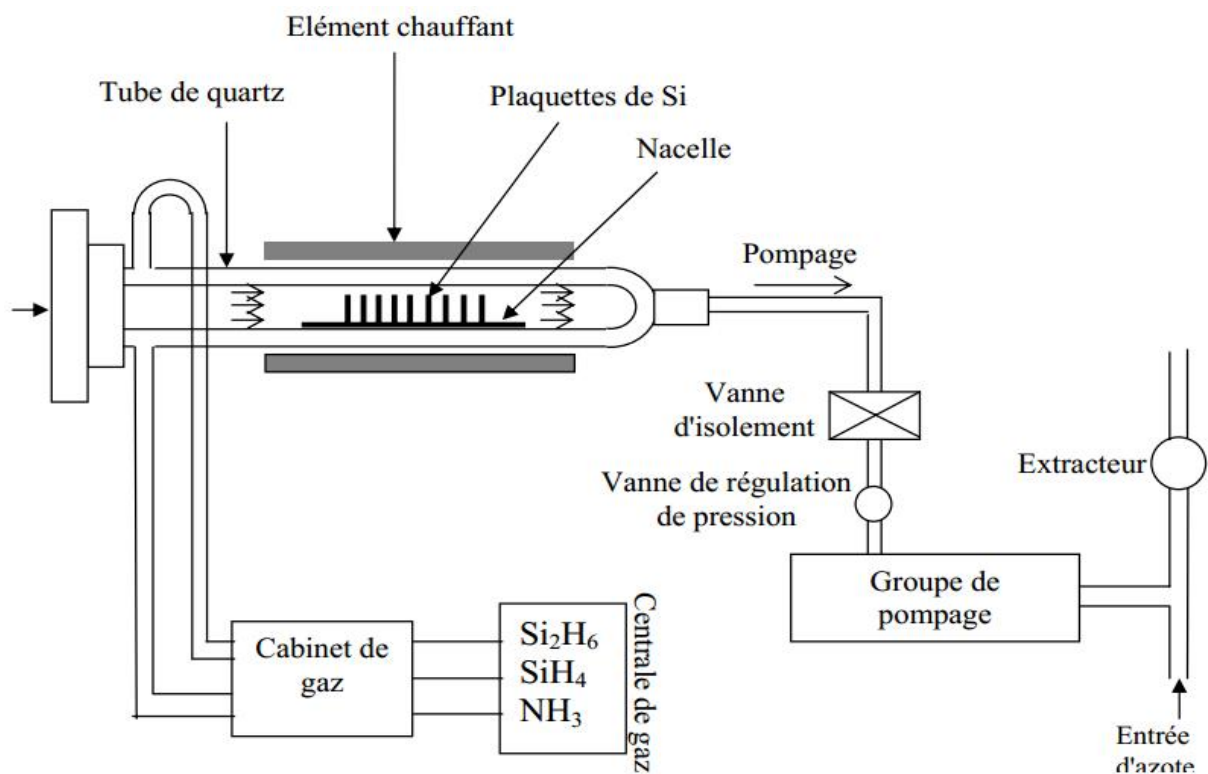 Elément chauffant
Tube de quartz
Plaquettes de Si
Nacelle
Pompage
Vanne
d'isolement
Extracteur
Vanne de régulation
de pression
Groupe de
pompage
Cabinet de
gaz
Si₂H₆
SiH₄
NH₃
Centrale de gaz
Entrée
d'azote